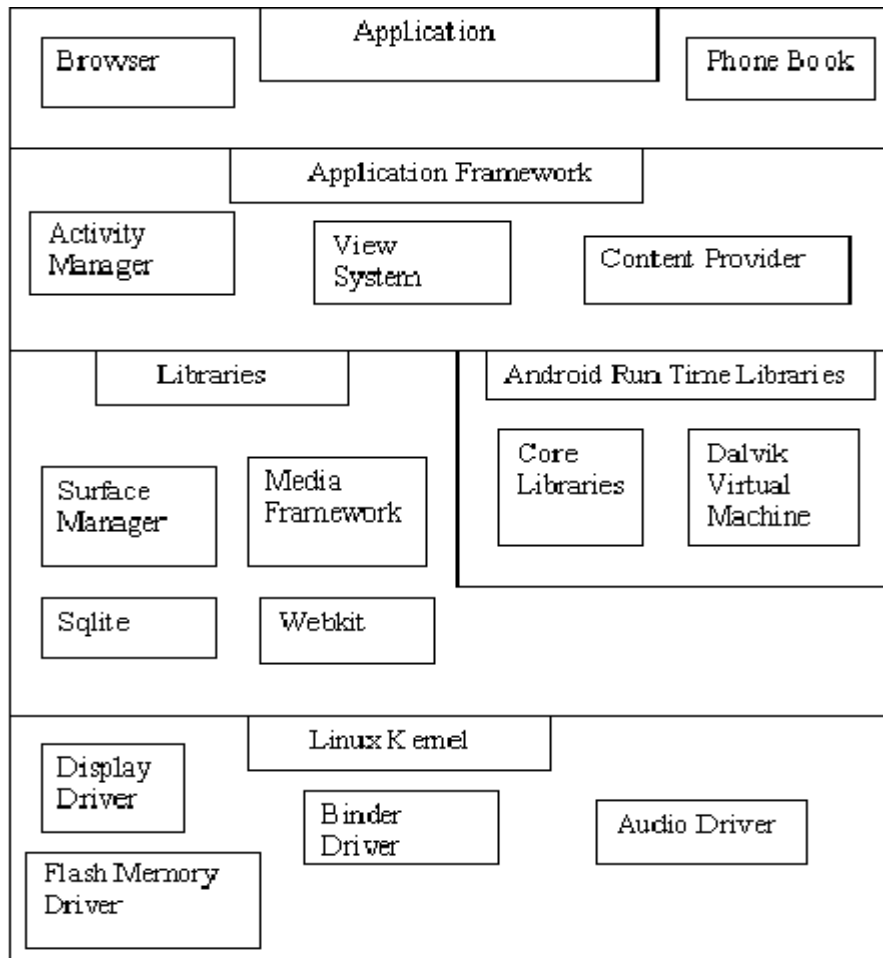 Application
Browser
Phone Book
Application Framework
Activity
Manager
View
System
Content Provider
Libraries
Android Run Time Libraries
Surface
Manager
Media
Framework
Core
Libraries
Dalvik
Virtual
Machine
Sqlite
Webkit
Linux Kernel
Display
Driver
Binder
Driver
Audio Driver
Flash Memory
Driver